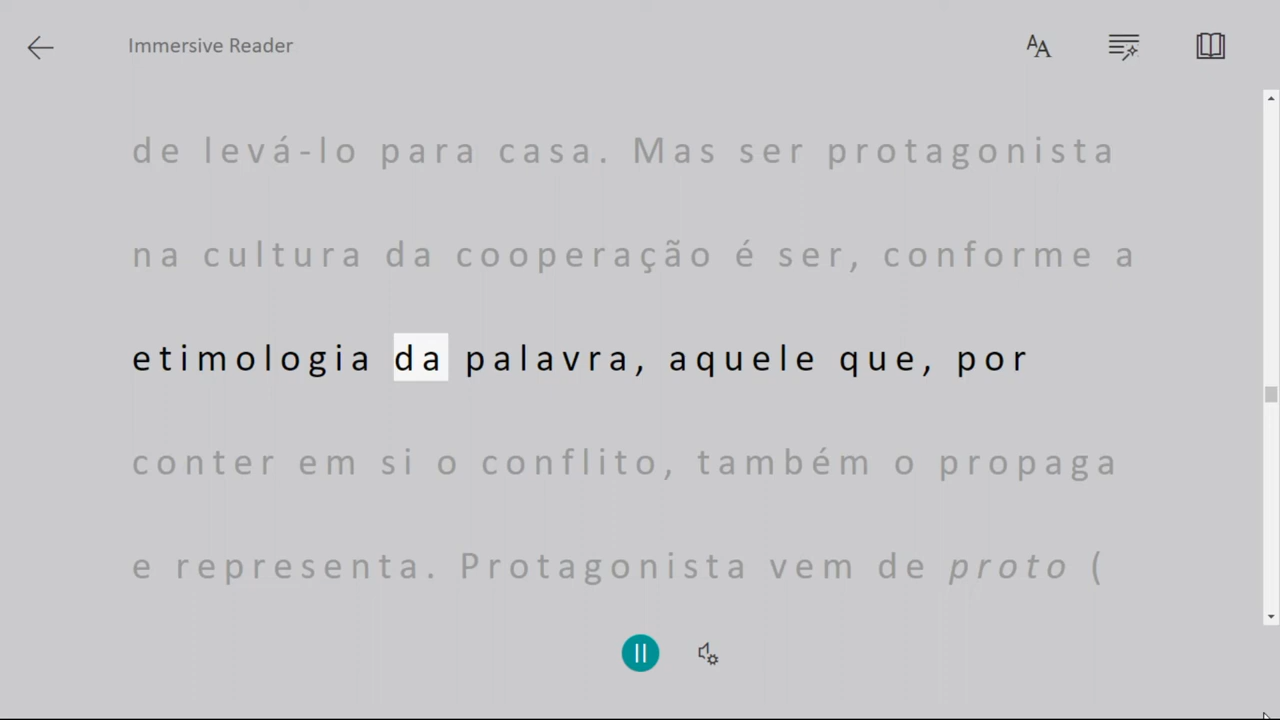 Immersive Reader
de levá-lo para casa. Mas ser protagonista
na cultura da cooperação é ser, conforme a
etimologia da palavra, aquele que, por
conter em si o conflito, também o propaga
e representa. Protagonista vem de proto (